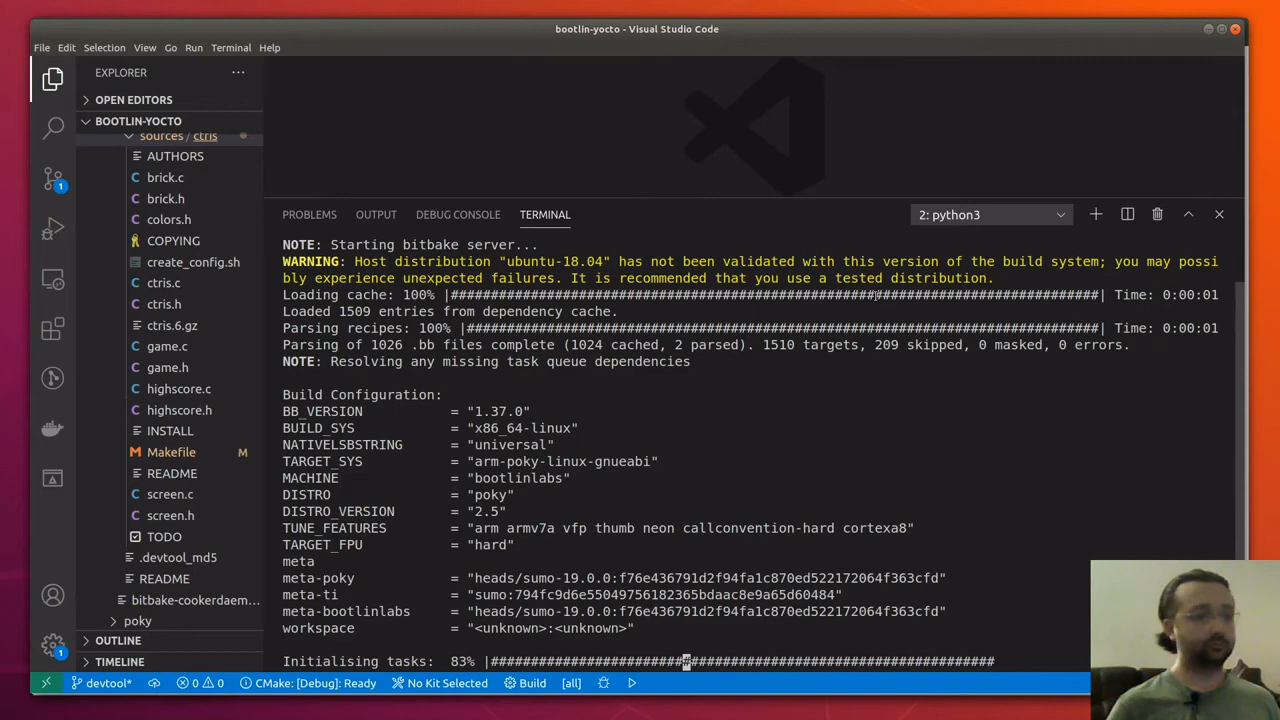 bootlin-yocto - Visual Studio Code
File Edit Selection View Go Run Terminal Help
EXPLORER
OPEN EDITORS
BOOTLIN-YOCTO
sources / ctris
AUTHORS
brick.c
brick.h
colors.h
COPYING
create_config.sh
ctris.c
ctris.h
ctris.6.gz
game.c
game.h
highscore.c
highscore.h
INSTALL
Makefile M
README
screen.c
screen.h
TODO
.devtool_md5
README
bitbake-cookerdaem...
poky
OUTLINE
TIMELINE
1
1
PROBLEMS OUTPUT DEBUG CONSOLE TERMINAL 2: python3
NOTE: Starting bitbake server...
WARNING: Host distribution "ubuntu-18.04" has not been validated with this version of the build system; you may possi
bly experience unexpected failures. It is recommended that you use a tested distribution.
Loading cache: 100% |################################################################################| Time: 0:00:01
Loaded 1509 entries from dependency cache.
Parsing recipes: 100% |##############################################################################| Time: 0:00:01
Parsing of 1026 .bb files complete (1024 cached, 2 parsed). 1510 targets, 209 skipped, 0 masked, 0 errors.
NOTE: Resolving any missing task queue dependencies
Build Configuration:
BB_VERSION = "1.37.0"
BUILD_SYS = "x86_64-linux"
NATIVELSBSTRING = "universal"
TARGET_SYS = "arm-poky-linux-gnueabi"
MACHINE = "bootlinlabs"
DISTRO = "poky"
DISTRO_VERSION = "2.5"
TUNE_FEATURES = "arm armv7a vfp thumb neon callconvention-hard cortexa8"
TARGET_FPU = "hard"
meta
meta-poky = "heads/sumo-19.0.0:f76e436791d2f94fa1c870ed522172064f363cfd"
meta-ti = "sumo:794fc9d6e55049756182365bdaac8e9a65d60484"
meta-bootlinlabs = "heads/sumo-19.0.0:f76e436791d2f94fa1c870ed522172064f363cfd"
workspace = "<unknown>:<unknown>"
Initialising tasks: 83% |###############################################################
devtool* 0 0 CMake: [Debug]: Ready No Kit Selected Build [all]